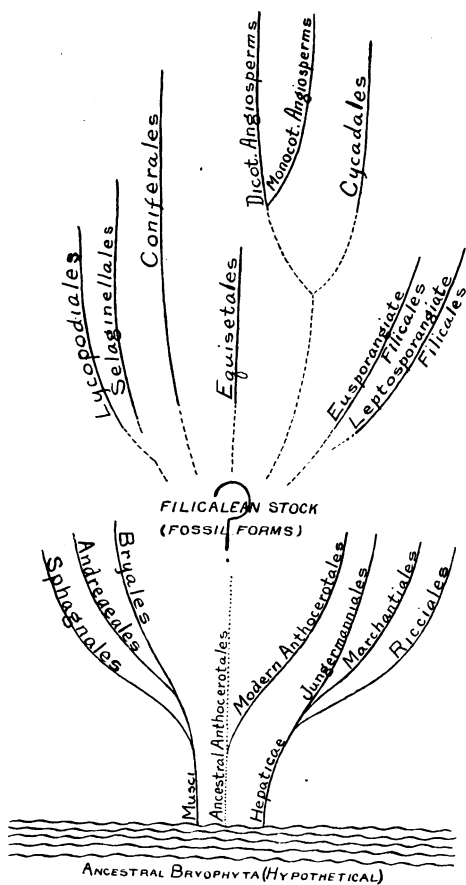 Dicot. Angiosperms
Monocot. Angiosperms
Cycadales
Coniferales
Lycopodiales
Selaginellales
Equisetales
Eusporangiate
Filicales
Leptosporangiate
Filicales
?
FILICALEAN STOCK
(FOSSIL FORMS)
Sphagnales
Andreaeales
Bryales
Ancestral Anthocerotales
Modern Anthocerotales
Jungermanniales
Marchantiales
Ricciales
Musci
Hepaticae
ANCESTRAL BRYOPHYTA (HYPOTHETICAL)